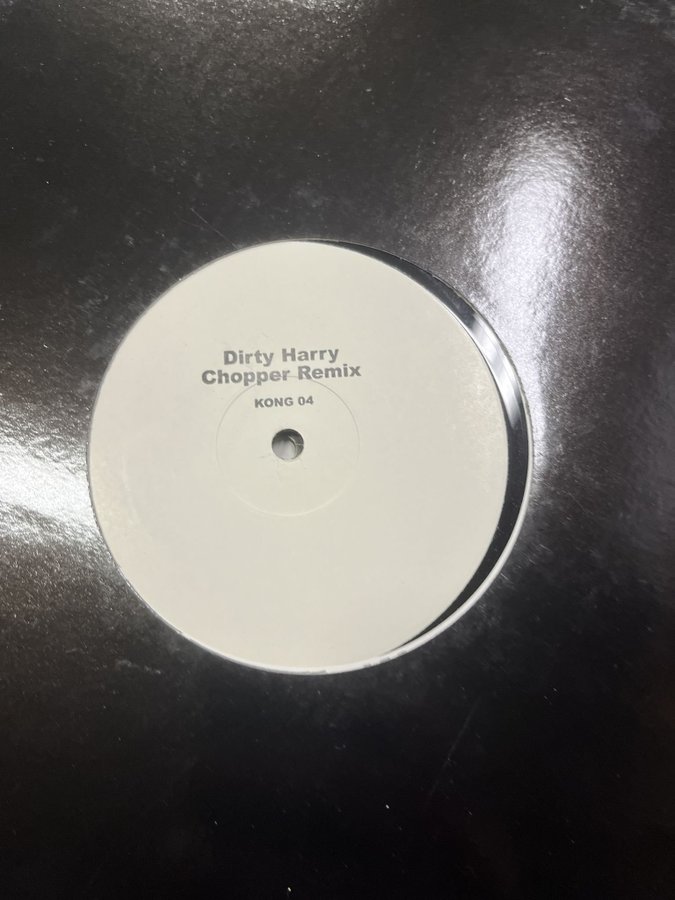 Dirty Harry
Chopper Remix
KONG 04